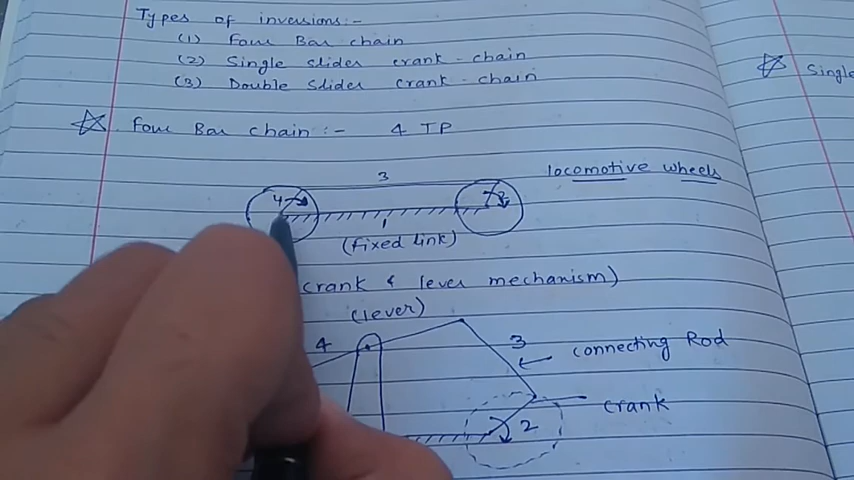 Types of inversions:-
(1) Four Bar chain
(2) Single slider crank-chain
(3) Double slider crank-chain
Single
Four Bar chain:- 4 TP
3
locomotive wheels
4
2
1
(fixed link)
crank & lever mechanism)
(lever)
4
3
connecting Rod
crank
2